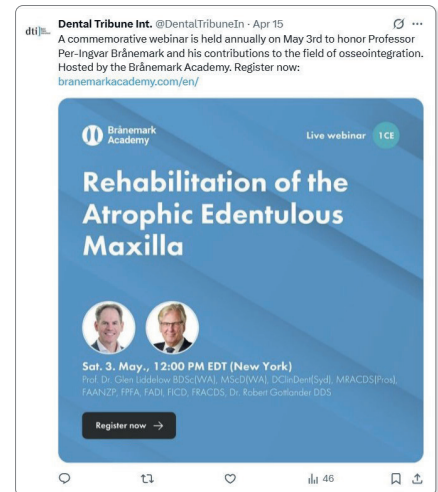 dti
Dental Tribune Int. @DentalTribuneIn · Apr 15
A commemorative webinar is held annually on May 3rd to honor Professor
Per-Ingvar Brånemark and his contributions to the field of osseointegration.
Hosted by the Brånemark Academy. Register now:
branemarkacademy.com/en/
Brånemark
Academy
Live webinar
1 CE
Rehabilitation of the
Atrophic Edentulous
Maxilla
Sat. 3. May., 12:00 PM EDT (New York)
Prof. Dr. Glen Liddelow BDSc(WA), MScD(WA), DClinDent(Syd), MRACDS(Pros),
FAANZP, FPFA, FADI, FICD, FRACDS, Dr. Robert Gottlander DDS
Register now →
46